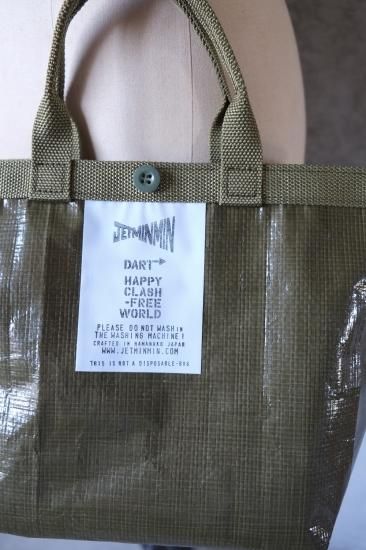 JETMINMIN
DART→
HAPPY
CLASH
-FREE
WORLD
PLEASE DO NOT WASH IN
THE WASHING MACHINE!
CRAFTED IN HAMANAKO JAPAN
WWW.JETMINMIN.COM
THIS IS NOT A DISPOSABLE-BAG